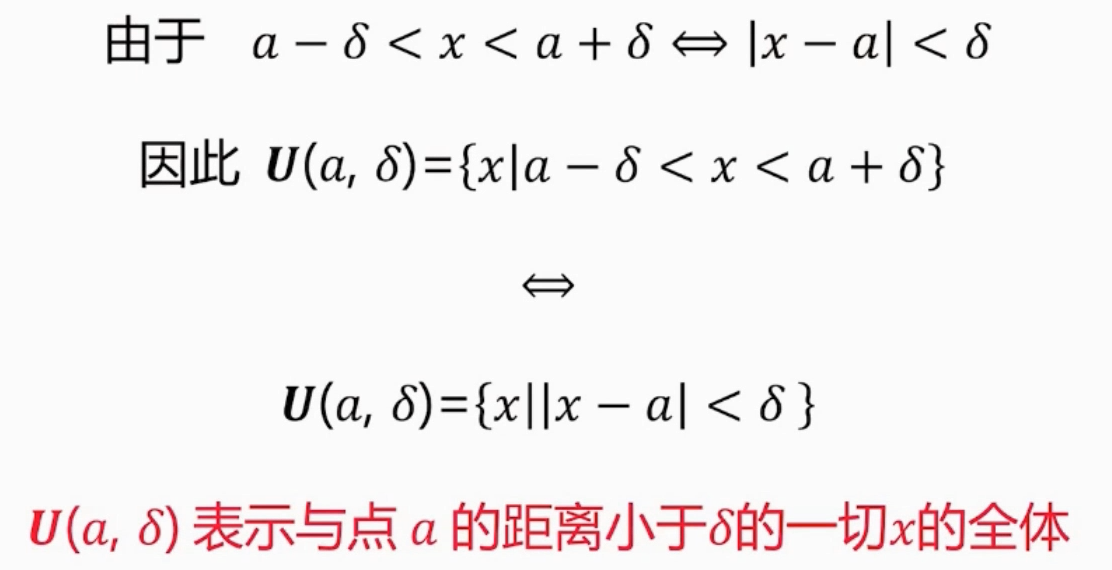 由于 a − δ < x < a + δ ⟺ |x − a| < δ
因此 U(a, δ)={x|a − δ < x < a + δ}
⟺
U(a, δ)={x||x − a| < δ }
U(a, δ) 表示与点 a 的距离小于δ的一切x的全体